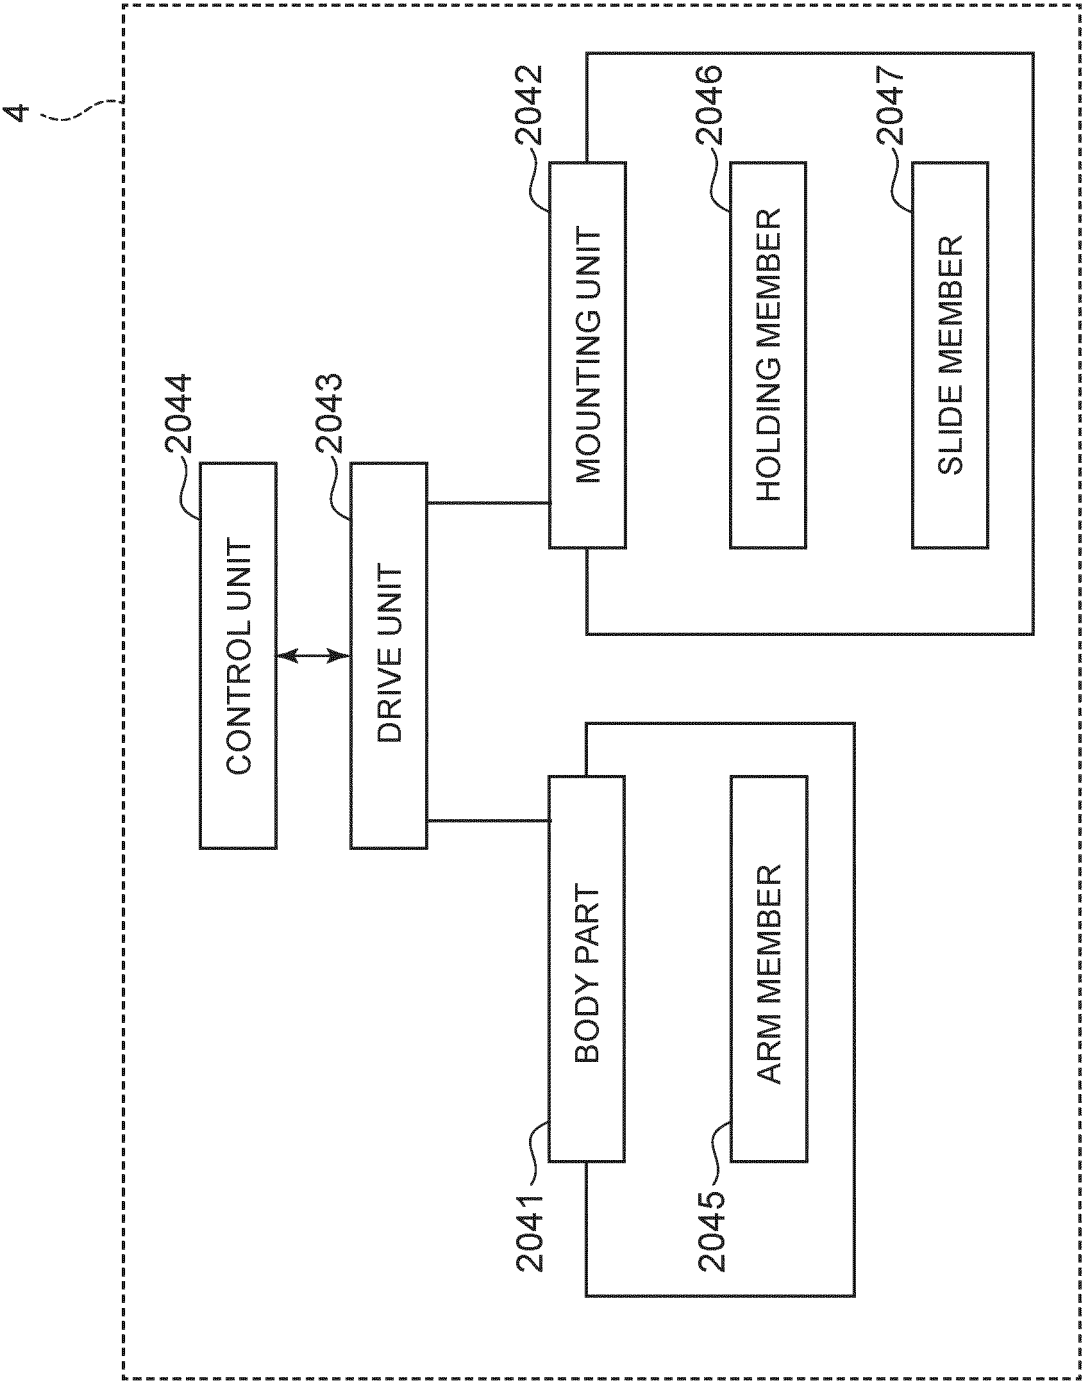 4
2044
CONTROL UNIT
2043
DRIVE UNIT
2041
BODY PART
2042
MOUNTING UNIT
2045
ARM MEMBER
2046
HOLDING MEMBER
2047
SLIDE MEMBER